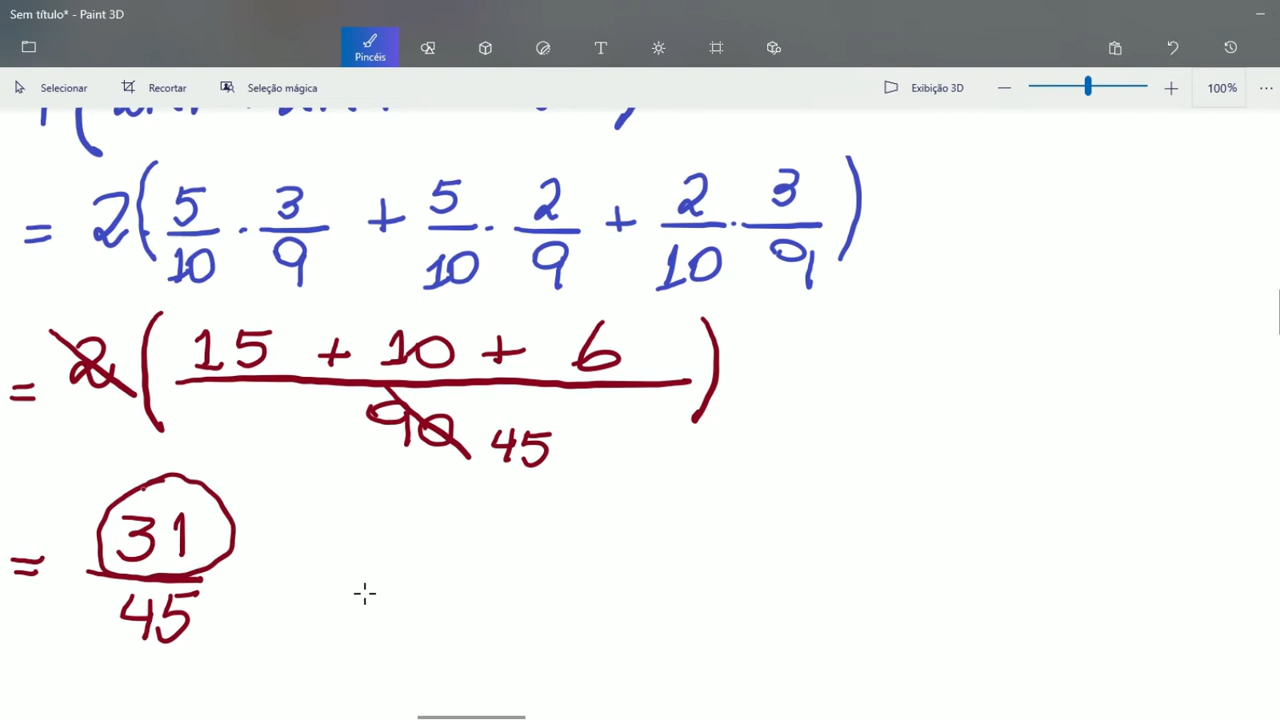 Sem título* - Paint 3D
Pincéis
Selecionar Recortar Seleção mágica Exibição 3D 100%
= 2(5/10 · 3/9 + 5/10 · 2/9 + 2/10 · 3/9)
= 2(15 + 10 + 6 / 90 45)
= 31/45